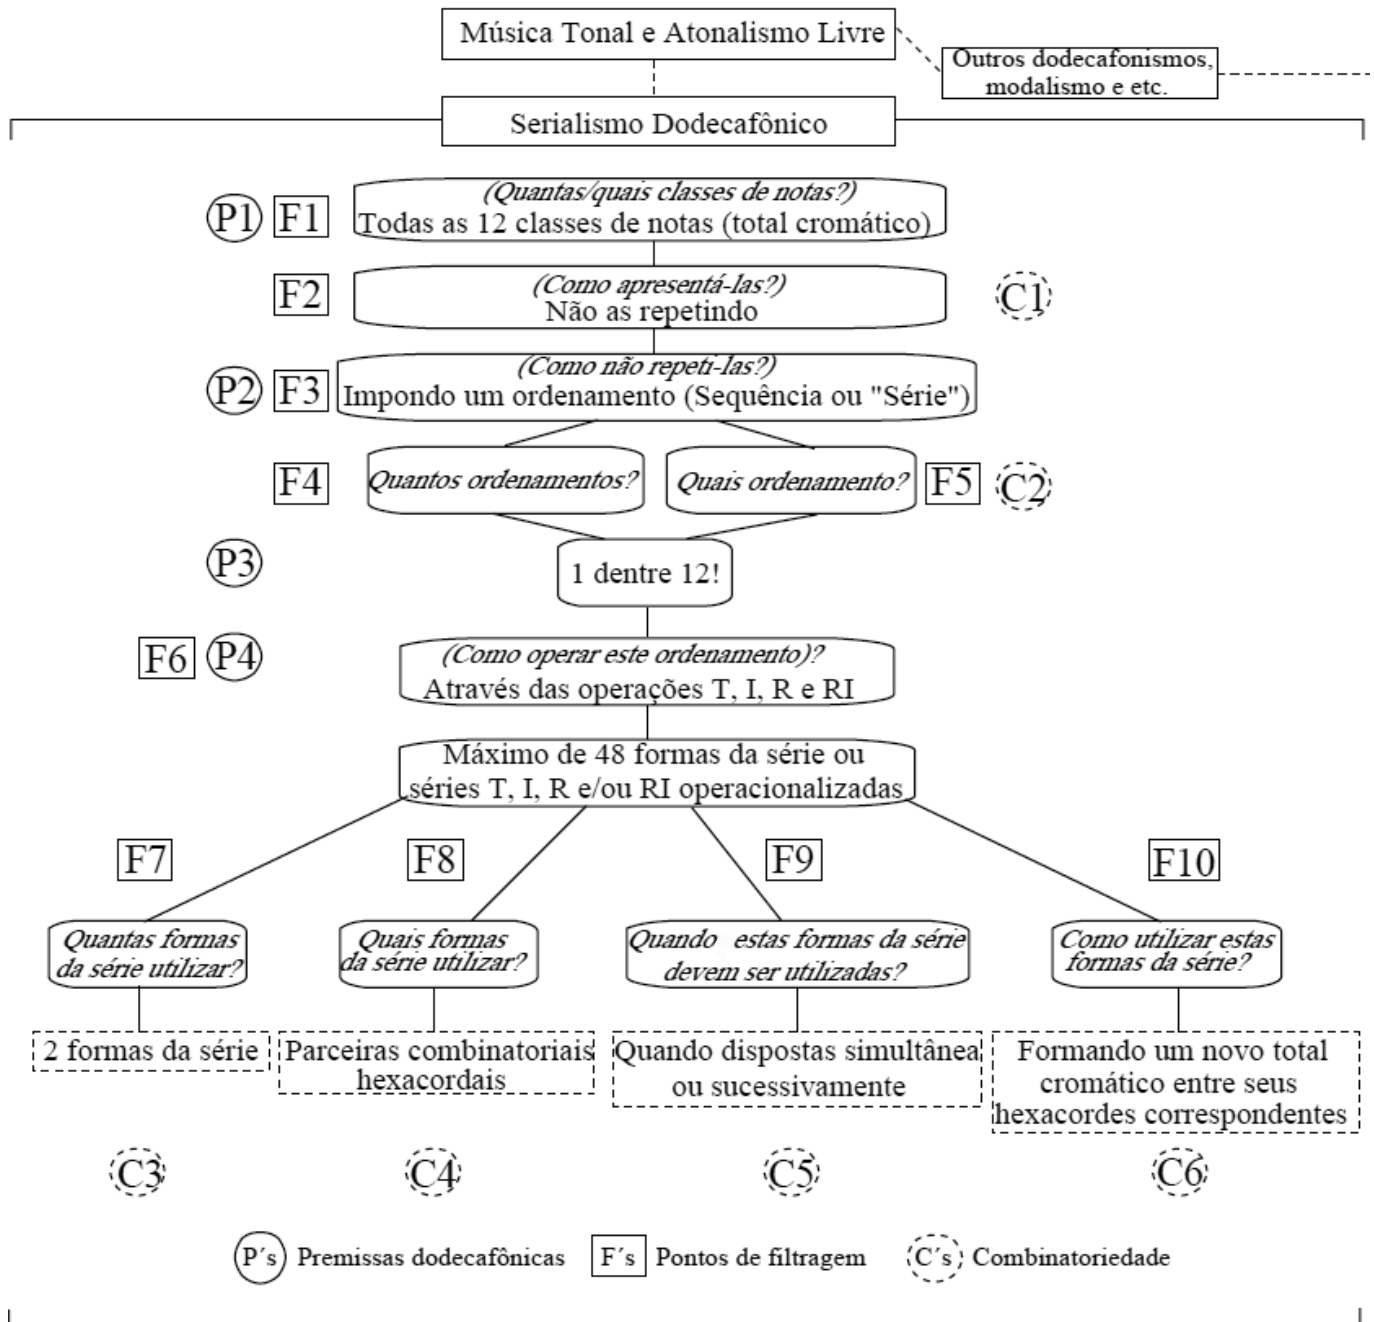 Música Tonal e Atonalismo Livre
Outros dodecafonismos,
modalismo e etc.
Serialismo Dodecafônico
P1 F1
(Quantas/quais classes de notas?)
Todas as 12 classes de notas (total cromático)
F2
(Como apresentá-las?)
Não as repetindo
C1
P2 F3
(Como não repeti-las?)
Impondo um ordenamento (Sequência ou "Série")
F4
Quantos ordenamentos?
Quais ordenamento?
F5 C2
P3
1 dentre 12!
F6 P4
(Como operar este ordenamento)?
Através das operações T, I, R e RI
Máximo de 48 formas da série ou
séries T, I, R e/ou RI operacionalizadas
F7 F8 F9 F10
Quantas formas
da série utilizar?
Quais formas
da série utilizar?
Quando estas formas da série
devem ser utilizadas?
Como utilizar estas
formas da série?
2 formas da série
Parceiras combinatoriais
hexacordais
Quando dispostas simultânea
ou sucessivamente
Formando um novo total
cromático entre seus
hexacordes correspondentes
C3 C4 C5 C6
P´s Premissas dodecafônicas
F´s Pontos de filtragem
C´s Combinatoriedade